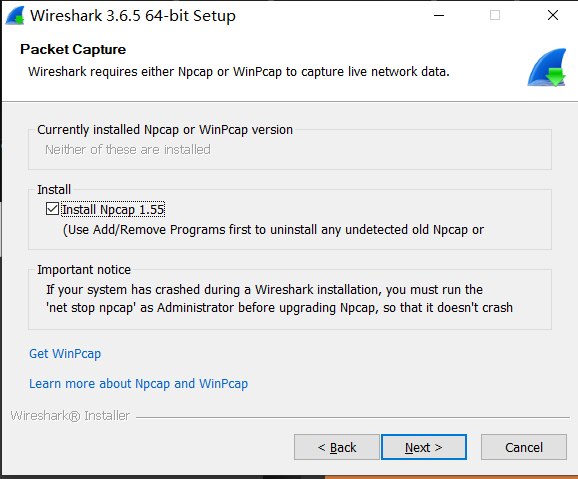 Wireshark 3.6.5 64-bit Setup
Packet Capture
Wireshark requires either Npcap or WinPcap to capture live network data.
Currently installed Npcap or WinPcap version
Neither of these are installed
Install
Install Npcap 1.55
(Use Add/Remove Programs first to uninstall any undetected old Npcap or
Important notice
If your system has crashed during a Wireshark installation, you must run the
'net stop npcap' as Administrator before upgrading Npcap, so that it doesn't crash
Get WinPcap
Learn more about Npcap and WinPcap
Wireshark® Installer
< Back
Next >
Cancel